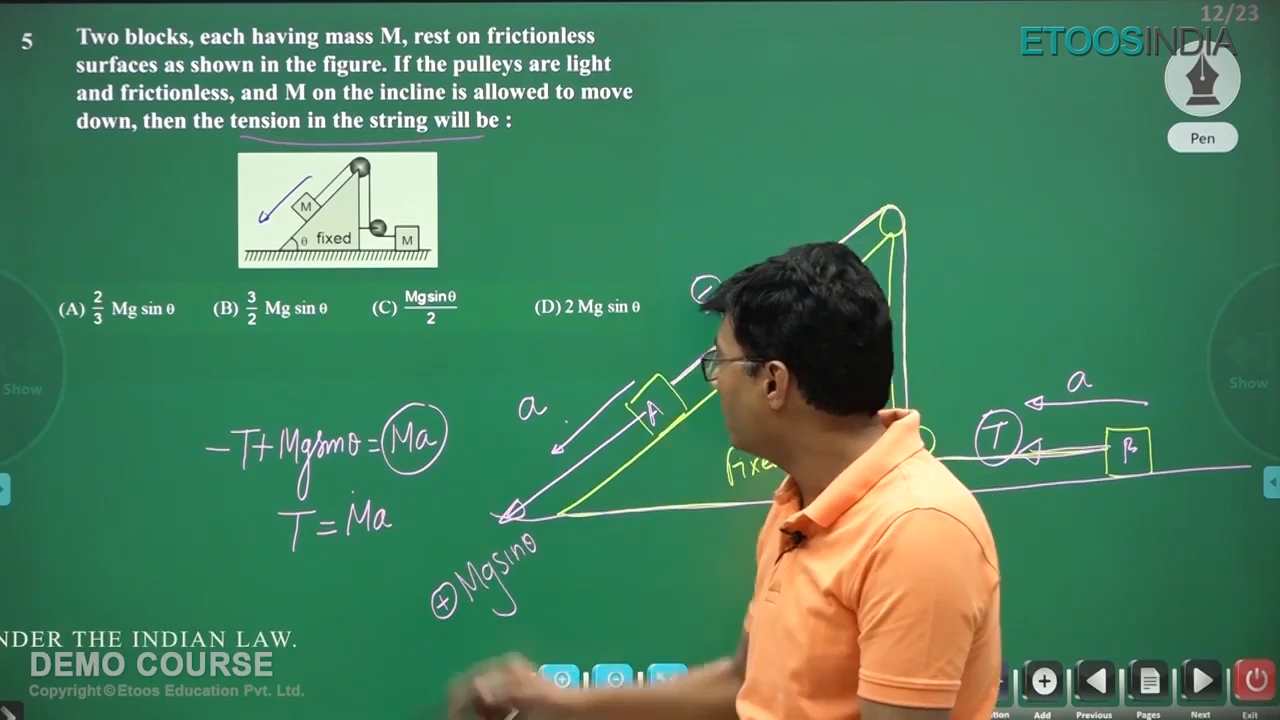 12/23
ETOOSINDIA
Pen
5 Two blocks, each having mass M, rest on frictionless
surfaces as shown in the figure. If the pulleys are light
and frictionless, and M on the incline is allowed to move
down, then the tension in the string will be :
M
θ fixed
M
(A) 2/3 Mg sin θ (B) 3/2 Mg sin θ (C) Mgsinθ/2 (D) 2 Mg sin θ
Show
Show
a
a
A
T
B
-T+Mgsinθ=Ma
T=Ma
⊕Mgsinθ
NDER THE INDIAN LAW.
DEMO COURSE
Copyright © Etoos Education Pvt. Ltd.
Add
Previous
Pages
Next
Exit